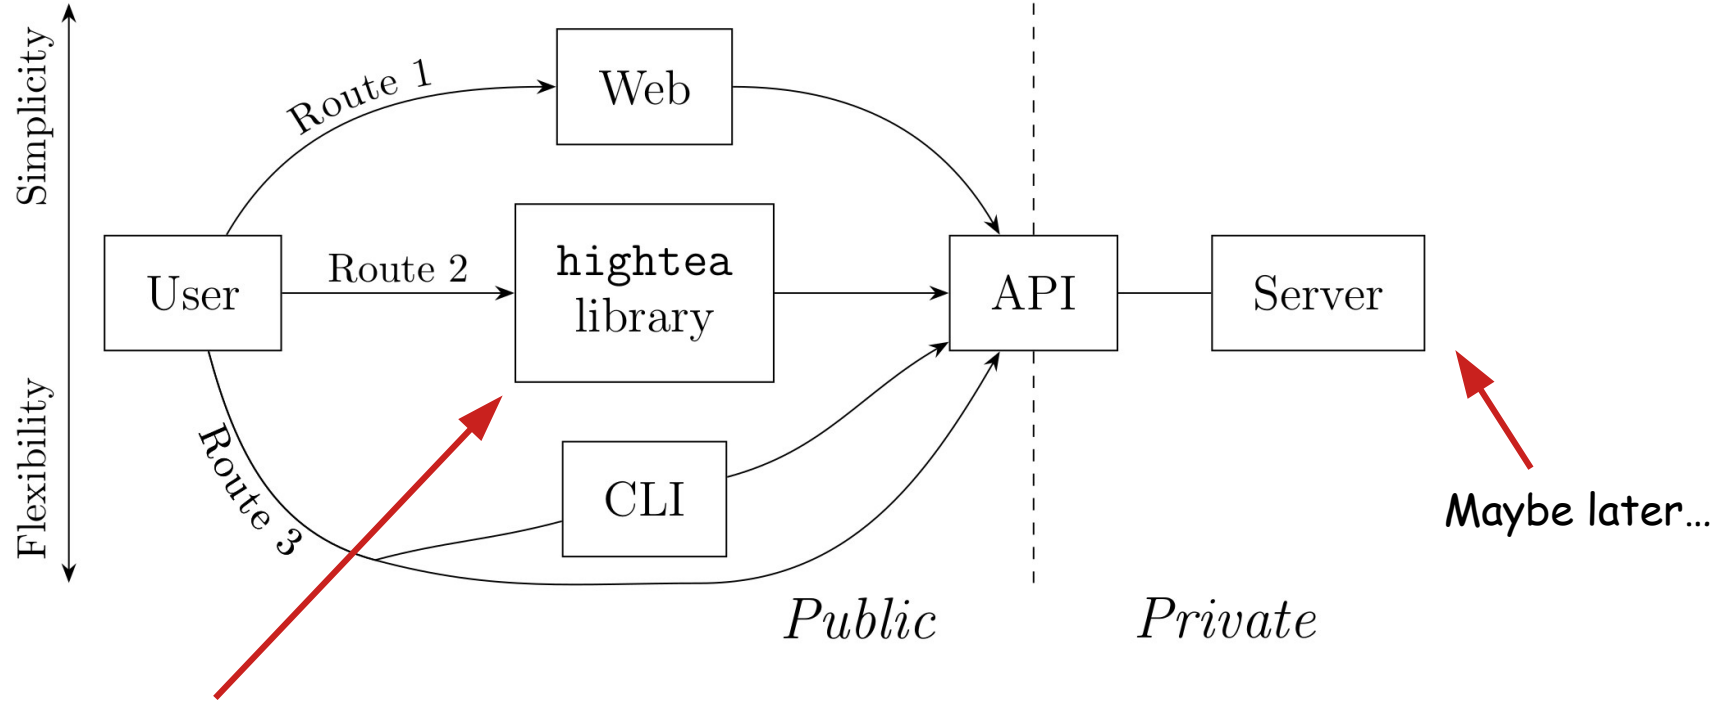 Simplicity
Flexibility
Route 1
Web
User
Route 2
hightea
library
API
Server
Route 3
CLI
Maybe later...
Public
Private